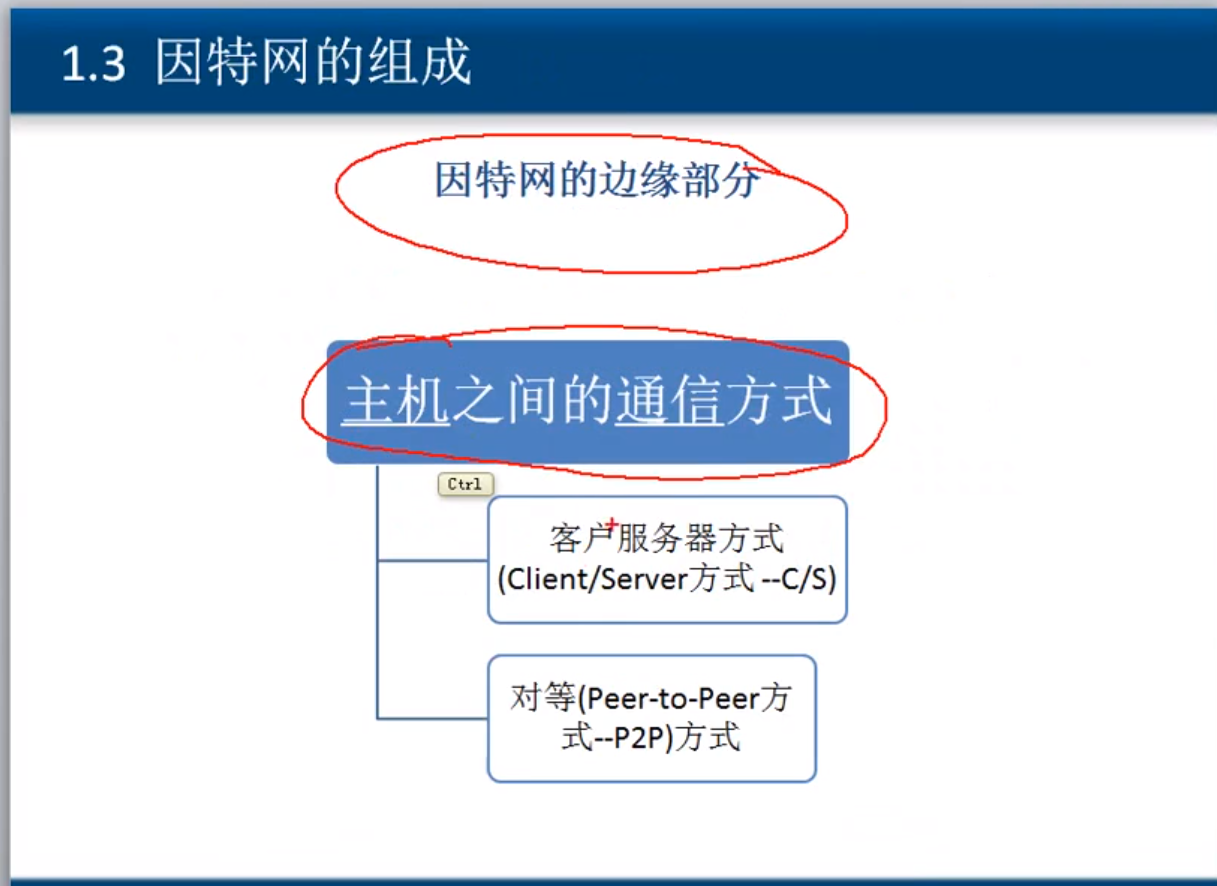 1.3 因特网的组成
因特网的边缘部分
主机之间的通信方式
Ctrl
客户服务器方式
(Client/Server方式 --C/S)
对等(Peer-to-Peer方
式--P2P)方式